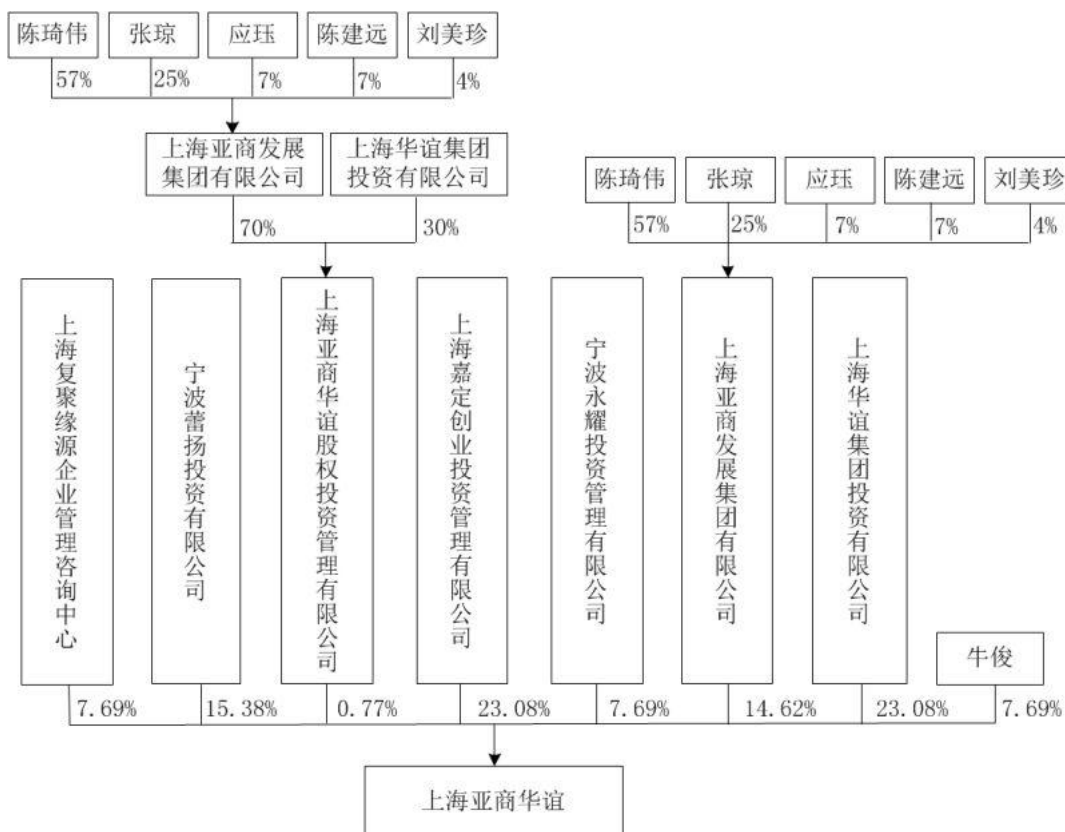 陈琦伟
张琼
应珏
陈建远
刘美珍
57%
25%
7%
7%
4%
上海亚商发展
集团有限公司
上海华谊集团
投资有限公司
70%
30%
陈琦伟
张琼
应珏
陈建远
刘美珍
57%
25%
7%
7%
4%
上海复聚缘源企业管理咨询中心
宁波蕾扬投资有限公司
上海亚商华谊股权投资管理有限公司
上海嘉定创业投资管理有限公司
宁波永耀投资管理有限公司
上海亚商发展集团有限公司
上海华谊集团投资有限公司
牛俊
7.69%
15.38%
0.77%
23.08%
7.69%
14.62%
23.08%
7.69%
上海亚商华谊